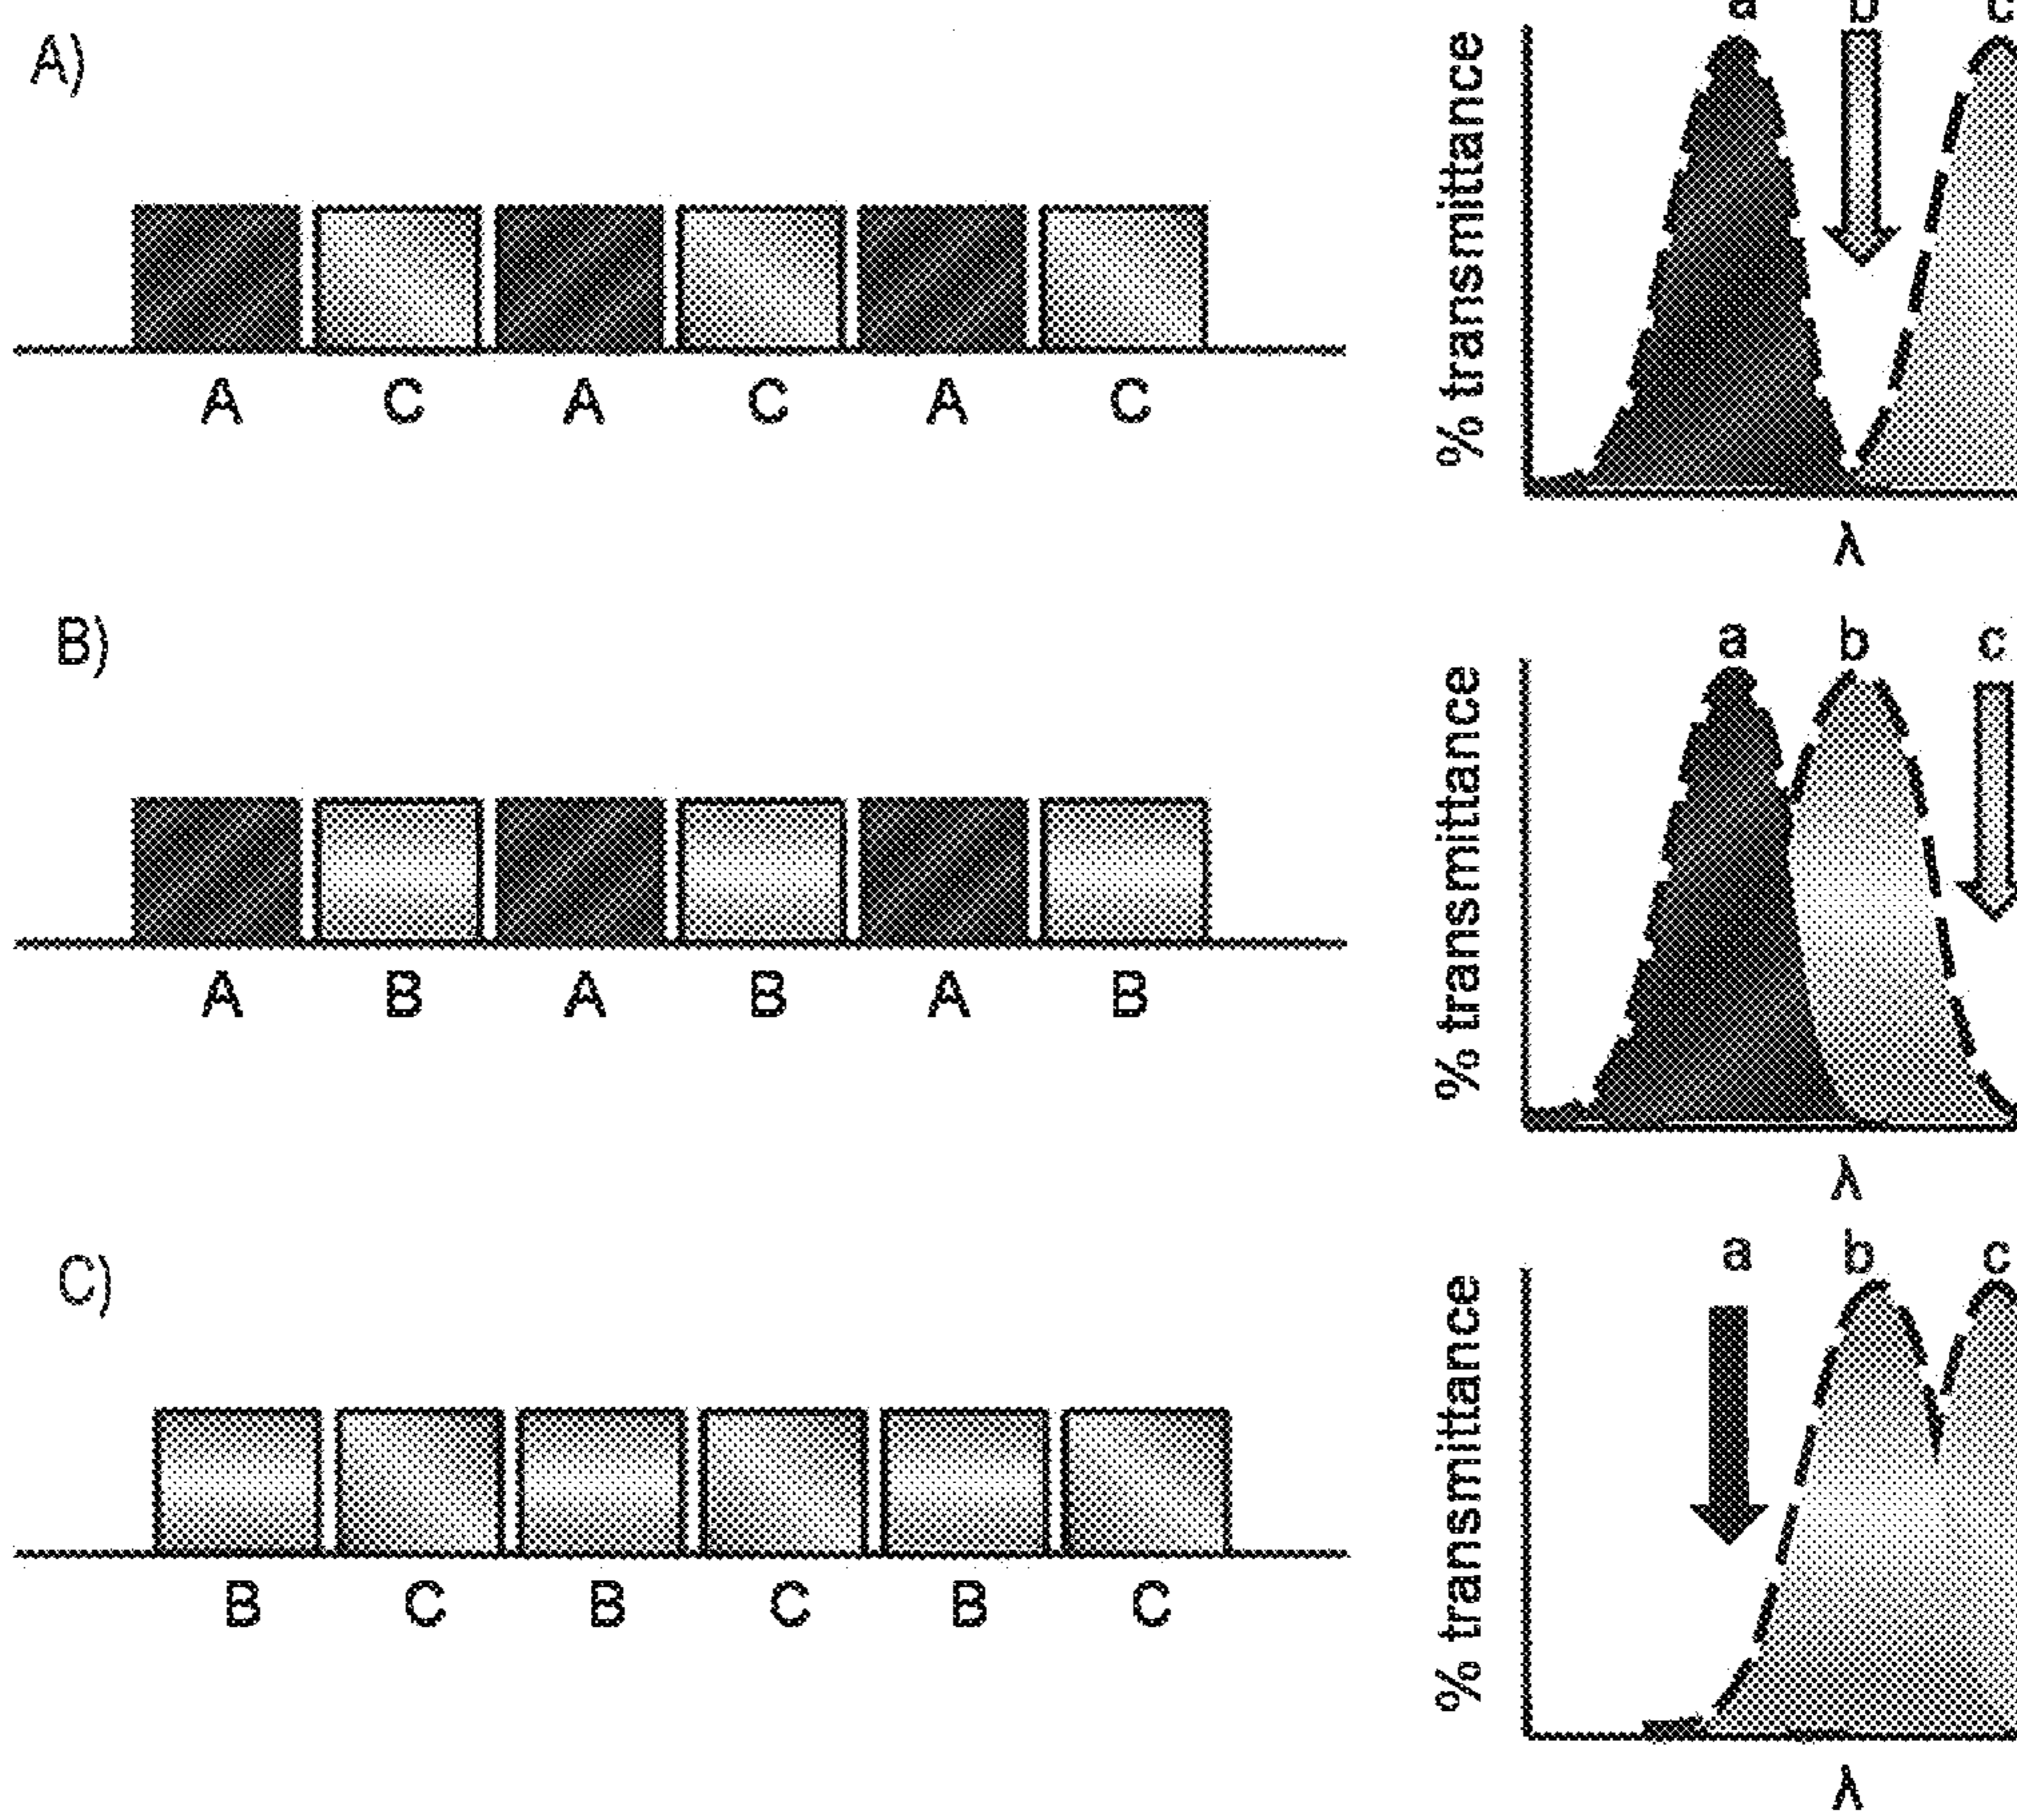 A)
a b c
% transmittance
A C A C A C
λ
B)
a b c
% transmittance
A B A B A B
λ
C)
a b c
% transmittance
B C B C B C
λ